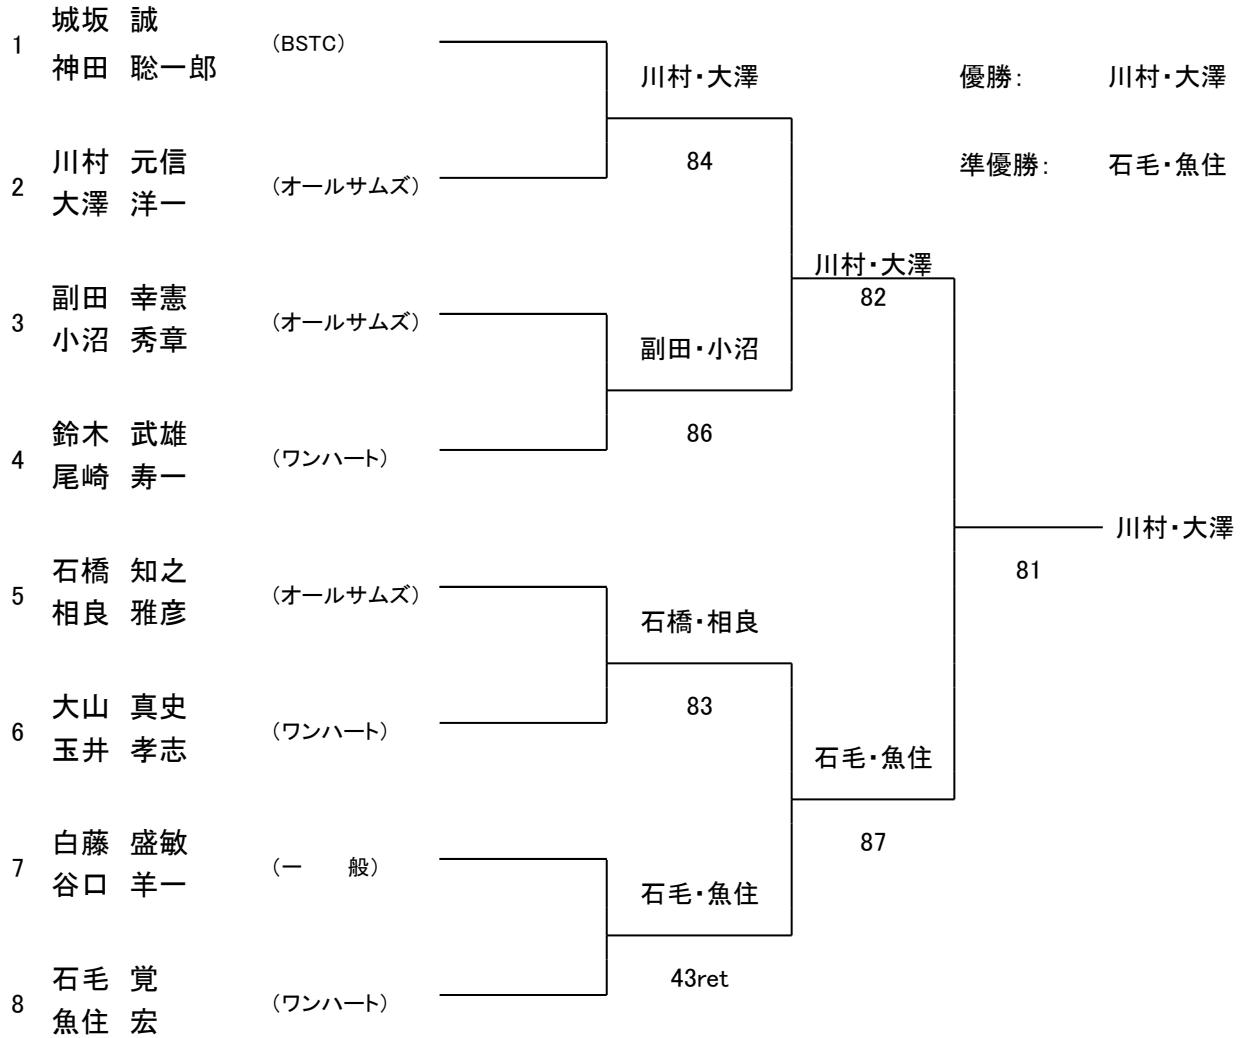 1 城坂 誠
神田 聡一郎 (BSTC)
2 川村 元信
大澤 洋一 (オールサムズ)
3 副田 幸憲
小沼 秀章 (オールサムズ)
4 鈴木 武雄
尾崎 寿一 (ワンハート)
5 石橋 知之
相良 雅彦 (オールサムズ)
6 大山 真史
玉井 孝志 (ワンハート)
7 白藤 盛敏
谷口 羊一 (一 般)
8 石毛 覚
魚住 宏 (ワンハート)
川村・大澤
84
副田・小沼
86
石橋・相良
83
石毛・魚住
43ret
川村・大澤
82
石毛・魚住
87
川村・大澤
81
優勝: 川村・大澤
準優勝: 石毛・魚住